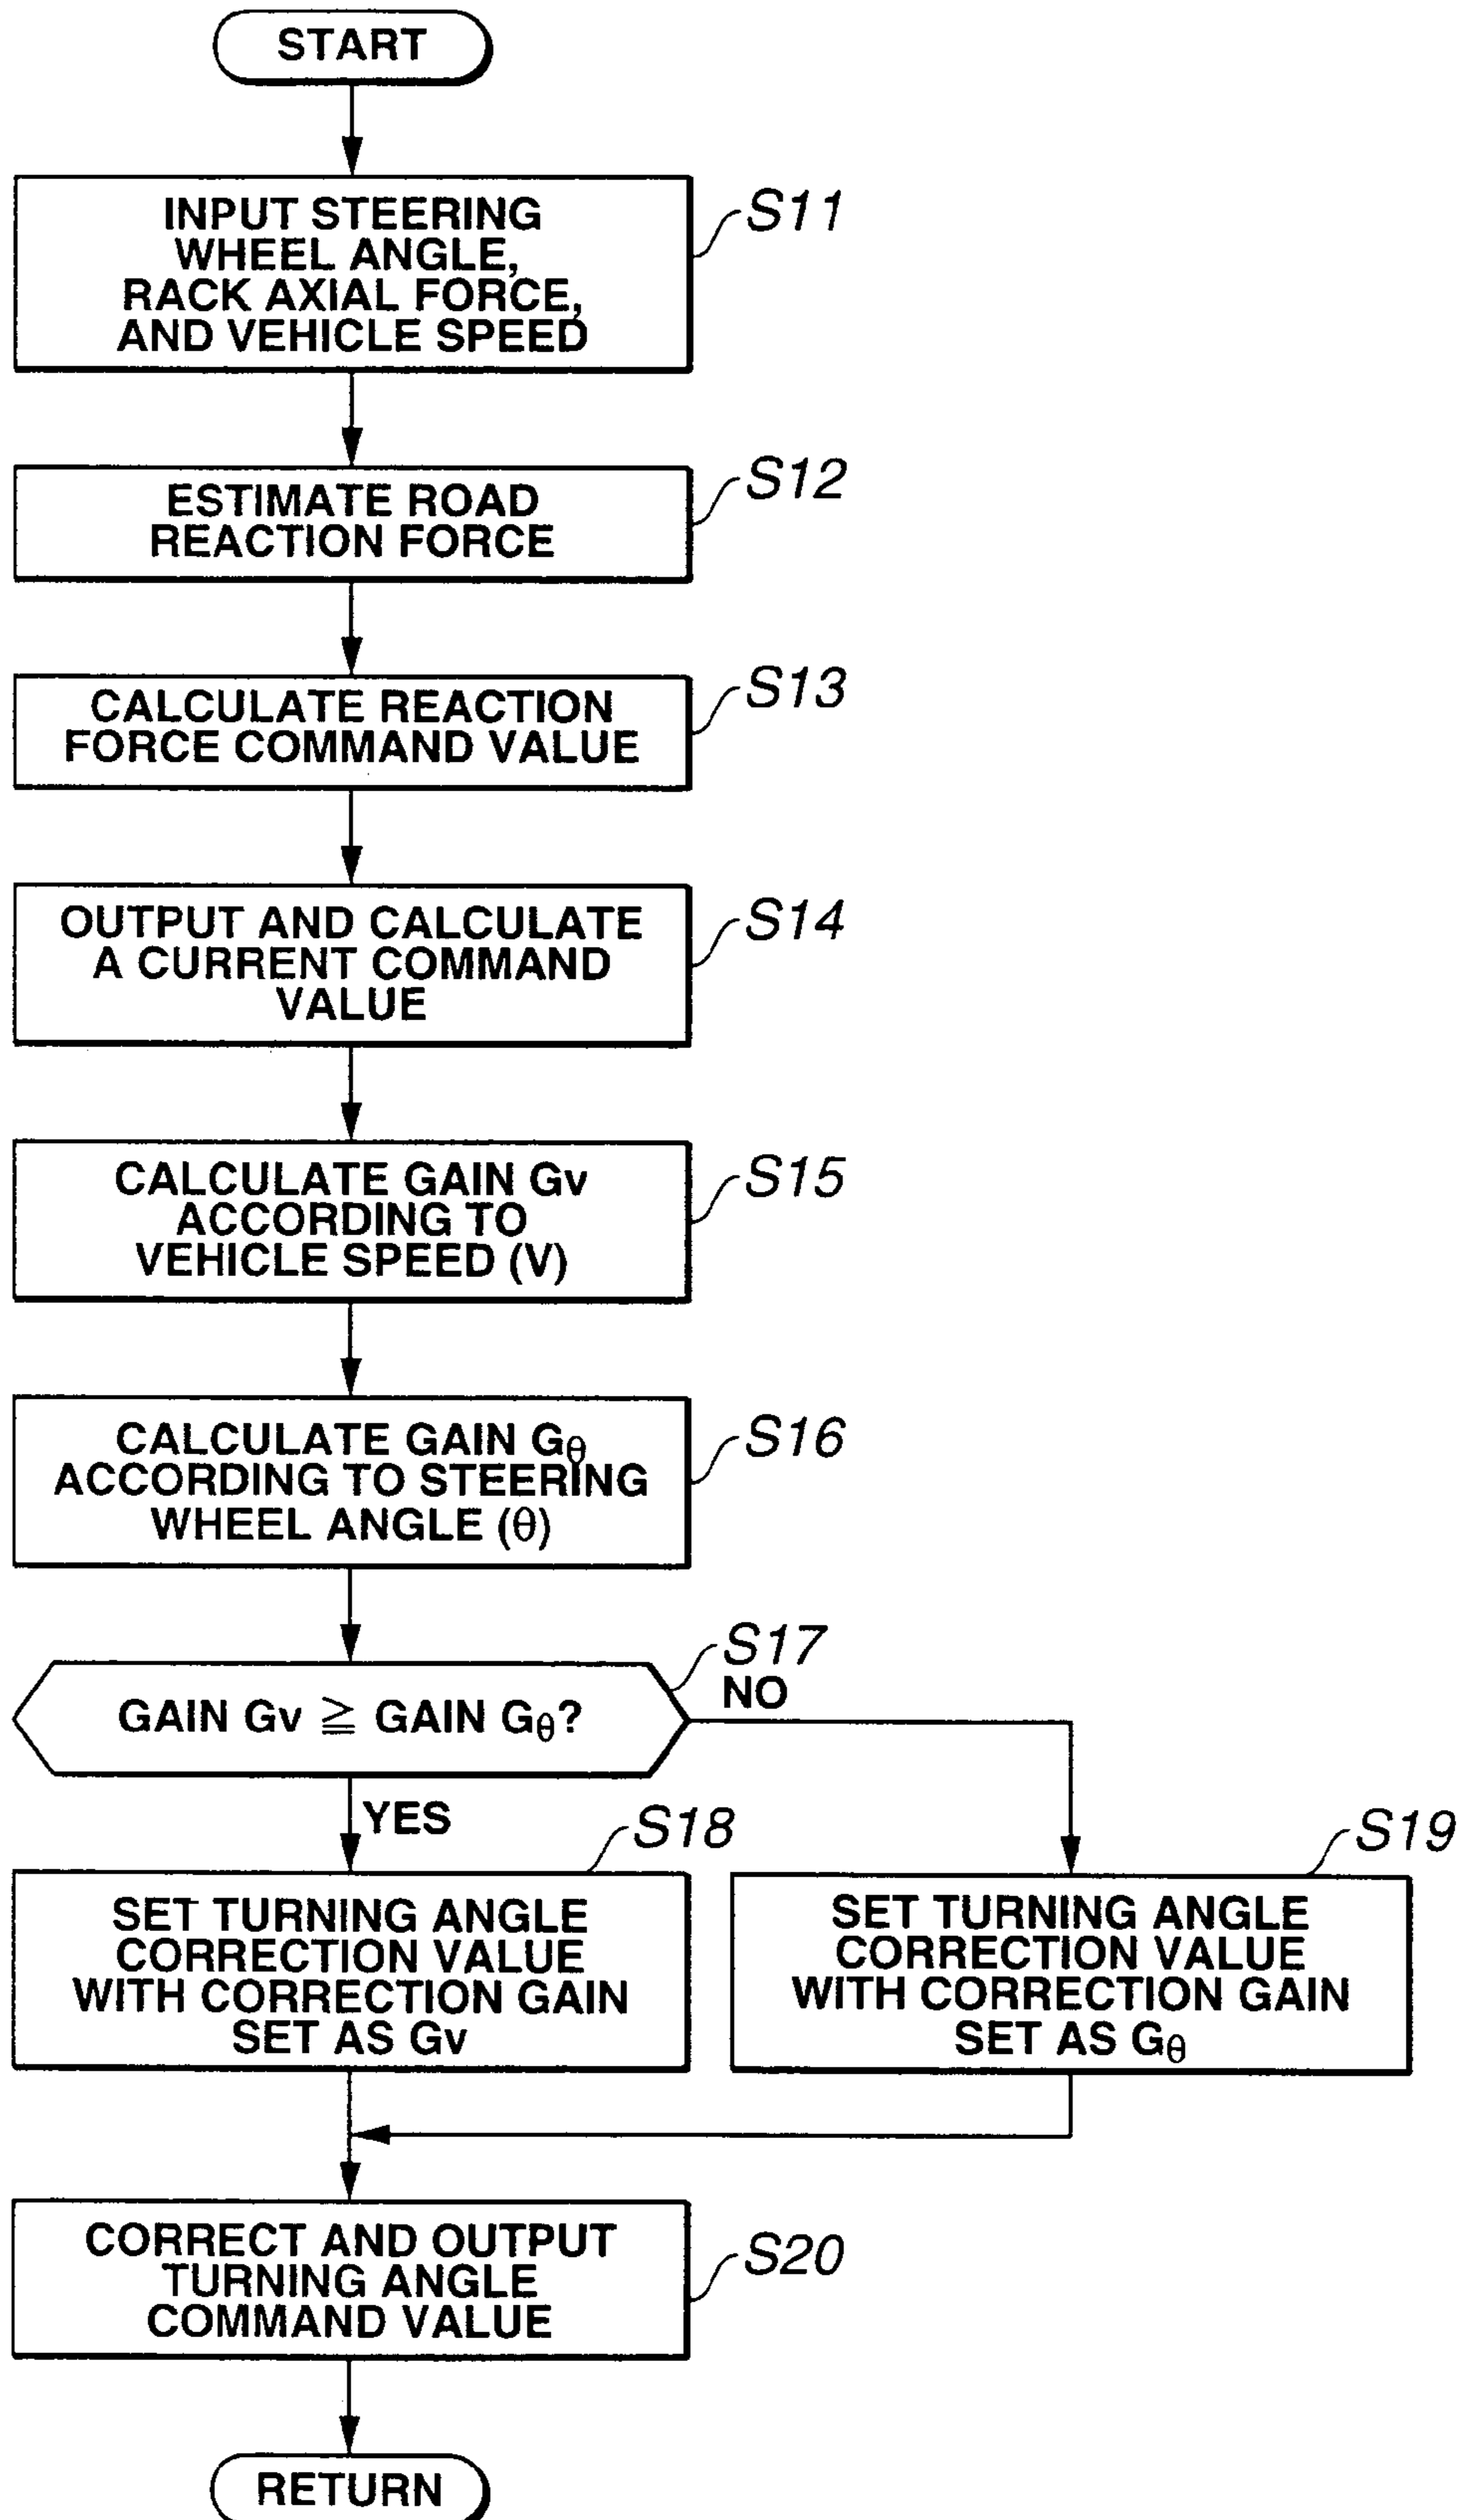 START
INPUT STEERING
WHEEL ANGLE,
RACK AXIAL FORCE,
AND VEHICLE SPEED
S11
ESTIMATE ROAD
REACTION FORCE
S12
CALCULATE REACTION
FORCE COMMAND VALUE
S13
OUTPUT AND CALCULATE
A CURRENT COMMAND
VALUE
S14
CALCULATE GAIN Gv
ACCORDING TO
VEHICLE SPEED (V)
S15
CALCULATE GAIN Gθ
ACCORDING TO STEERING
WHEEL ANGLE (θ)
S16
GAIN Gv ≧ GAIN Gθ?
S17
NO
YES
SET TURNING ANGLE
CORRECTION VALUE
WITH CORRECTION GAIN
SET AS Gv
S18
SET TURNING ANGLE
CORRECTION VALUE
WITH CORRECTION GAIN
SET AS Gθ
S19
CORRECT AND OUTPUT
TURNING ANGLE
COMMAND VALUE
S20
RETURN